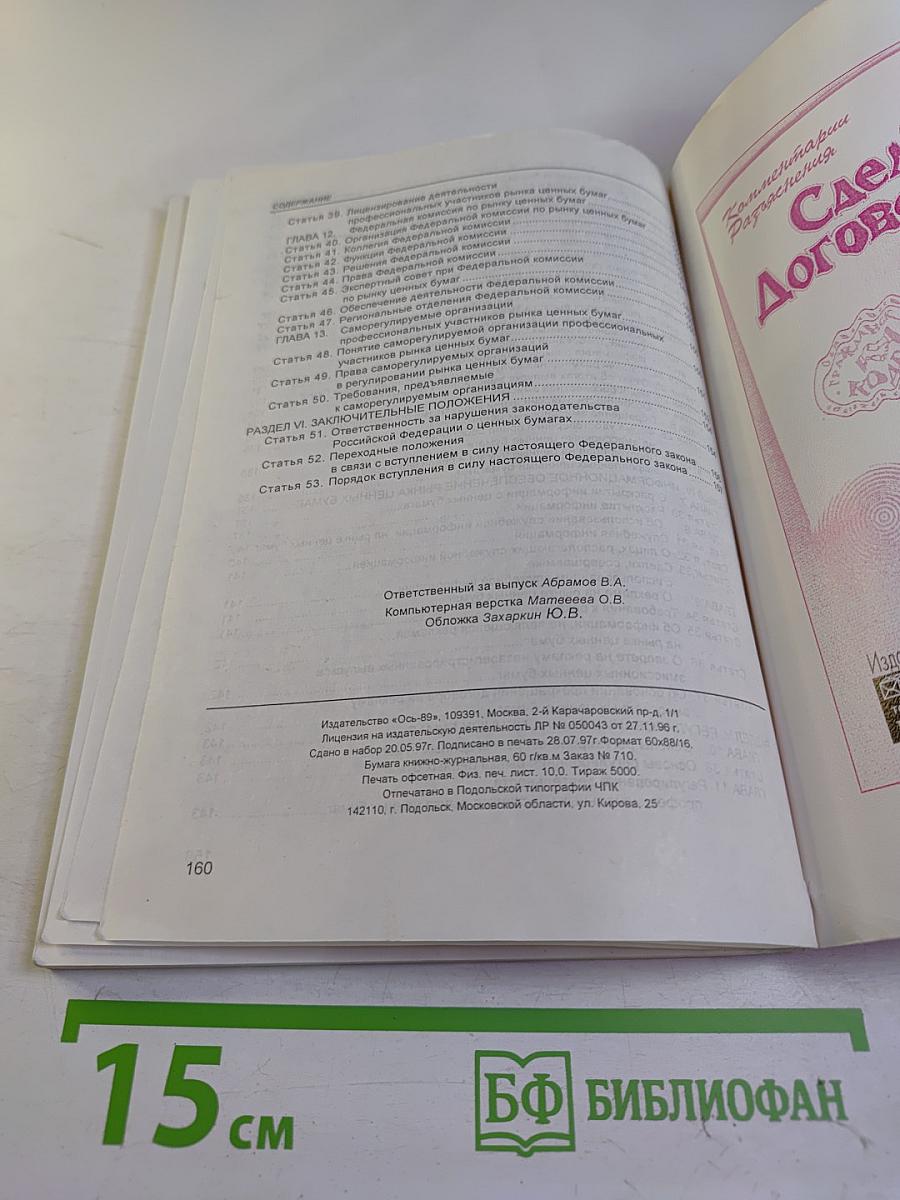 СОДЕРЖАНИЕ
Статья 39. Лицензирование деятельности
профессиональных участников рынка ценных бумаг
ГЛАВА 12. Федеральная комиссия по рынку ценных бумаг
Статья 40. Организация Федеральной комиссии по рынку ценных бумаг
Статья 41. Коллегия Федеральной комиссии
Статья 42. Функции Федеральной комиссии
Статья 43. Решения Федеральной комиссии
Статья 44. Права Федеральной комиссии
Статья 45. Экспертный совет при Федеральной комиссии
по рынку ценных бумаг
Статья 46. Обеспечение деятельности Федеральной комиссии
Статья 47. Региональные отделения Федеральной комиссии
ГЛАВА 13. Саморегулируемые организации
профессиональных участников рынка ценных бумаг
Статья 48. Понятие саморегулируемой организации профессиональных
участников рынка ценных бумаг
Статья 49. Права саморегулируемых организаций
в регулировании рынка ценных бумаг
Статья 50. Требования, предъявляемые
к саморегулируемым организациям
РАЗДЕЛ VI. ЗАКЛЮЧИТЕЛЬНЫЕ ПОЛОЖЕНИЯ
Статья 51. Ответственность за нарушения законодательства
Российской Федерации о ценных бумагах
Статья 52. Переходные положения
в связи с вступлением в силу настоящего Федерального закона
Статья 53. Порядок вступления в силу настоящего Федерального закона
Ответственный за выпуск Абрамов В.А.
Компьютерная верстка Матвеева О.В.
Обложка Захаркин Ю.В.
Издательство «Ось-89», 109391, Москва, 2-й Карачаровский пр-д, 1/1
Лицензия на издательскую деятельность ЛР № 050043 от 27.11.96 г.
Сдано в набор 20.05.97г. Подписано в печать 28.07.97г.Формат 60х88/16.
Бумага книжно-журнальная, 60 г/кв.м Заказ № 710.
Печать офсетная. Физ. печ. лист. 10,0. Тираж 5000.
Отпечатано в Подольской типографии ЧПК
142110, г. Подольск, Московской области, ул. Кирова, 25
160
Комментарии
Разъяснения
Сдел
Догово
Издо
15 см
БФ БИБЛИОФАН